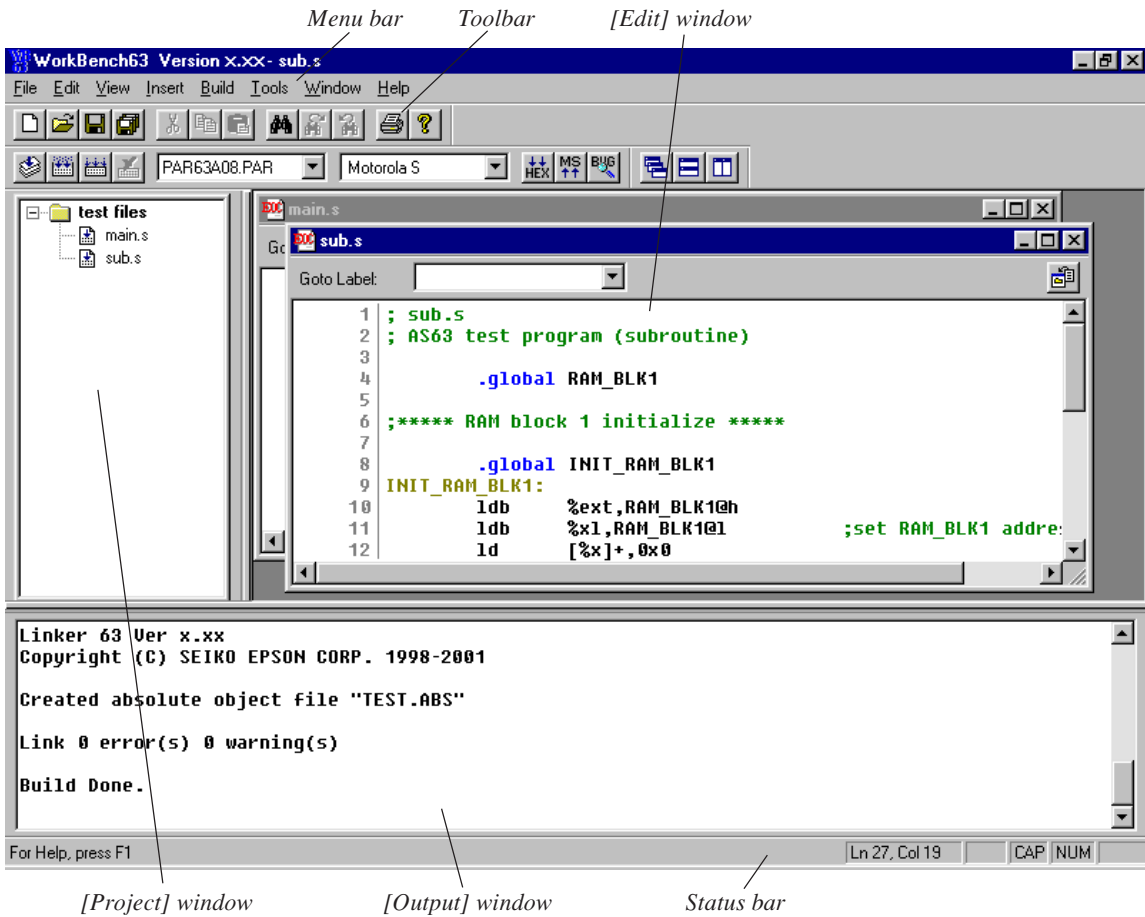 Menu bar Toolbar [Edit] window
WorkBench63 Version x.xx- sub.s
File Edit View Insert Build Tools Window Help
PAR63A08.PAR Motorola S HEX MS BUG
test files
main.s
sub.s
main.s
sub.s
Goto Label:
1 ; sub.s
2 ; AS63 test program (subroutine)
3
4 .global RAM_BLK1
5
6 ;***** RAM block 1 initialize *****
7
8 .global INIT_RAM_BLK1
9 INIT_RAM_BLK1:
10 ldb %ext,RAM_BLK1@h
11 ldb %xl,RAM_BLK1@l ;set RAM_BLK1 addre
12 ld [%x]+,0x0
Linker 63 Ver x.xx
Copyright (C) SEIKO EPSON CORP. 1998-2001
Created absolute object file "TEST.ABS"
Link 0 error(s) 0 warning(s)
Build Done.
For Help, press F1 Ln 27, Col 19 CAP NUM
[Project] window [Output] window Status bar